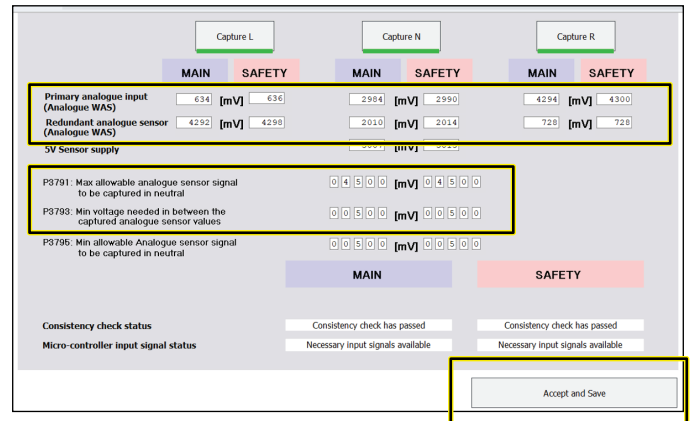 Capture L Capture N Capture R
MAIN SAFETY MAIN SAFETY MAIN SAFETY
Primary analogue input
(Analogue WAS) 634 [mV] 636 2984 [mV] 2990 4294 [mV] 4300
Redundant analogue sensor
(Analogue WAS) 4292 [mV] 4298 2010 [mV] 2014 728 [mV] 728
5V Sensor supply [mV]
P3791: Max allowable analogue sensor signal
to be captured in neutral 04500 [mV] 04500
P3793: Min voltage needed in between the
captured analogue sensor values 00500 [mV] 00500
P3795: Min allowable Analogue sensor signal
to be captured in neutral 00500 [mV] 00500
MAIN SAFETY
Consistency check status Consistency check has passed Consistency check has passed
Micro-controller input signal status Necessary input signals available Necessary input signals available
Accept and Save